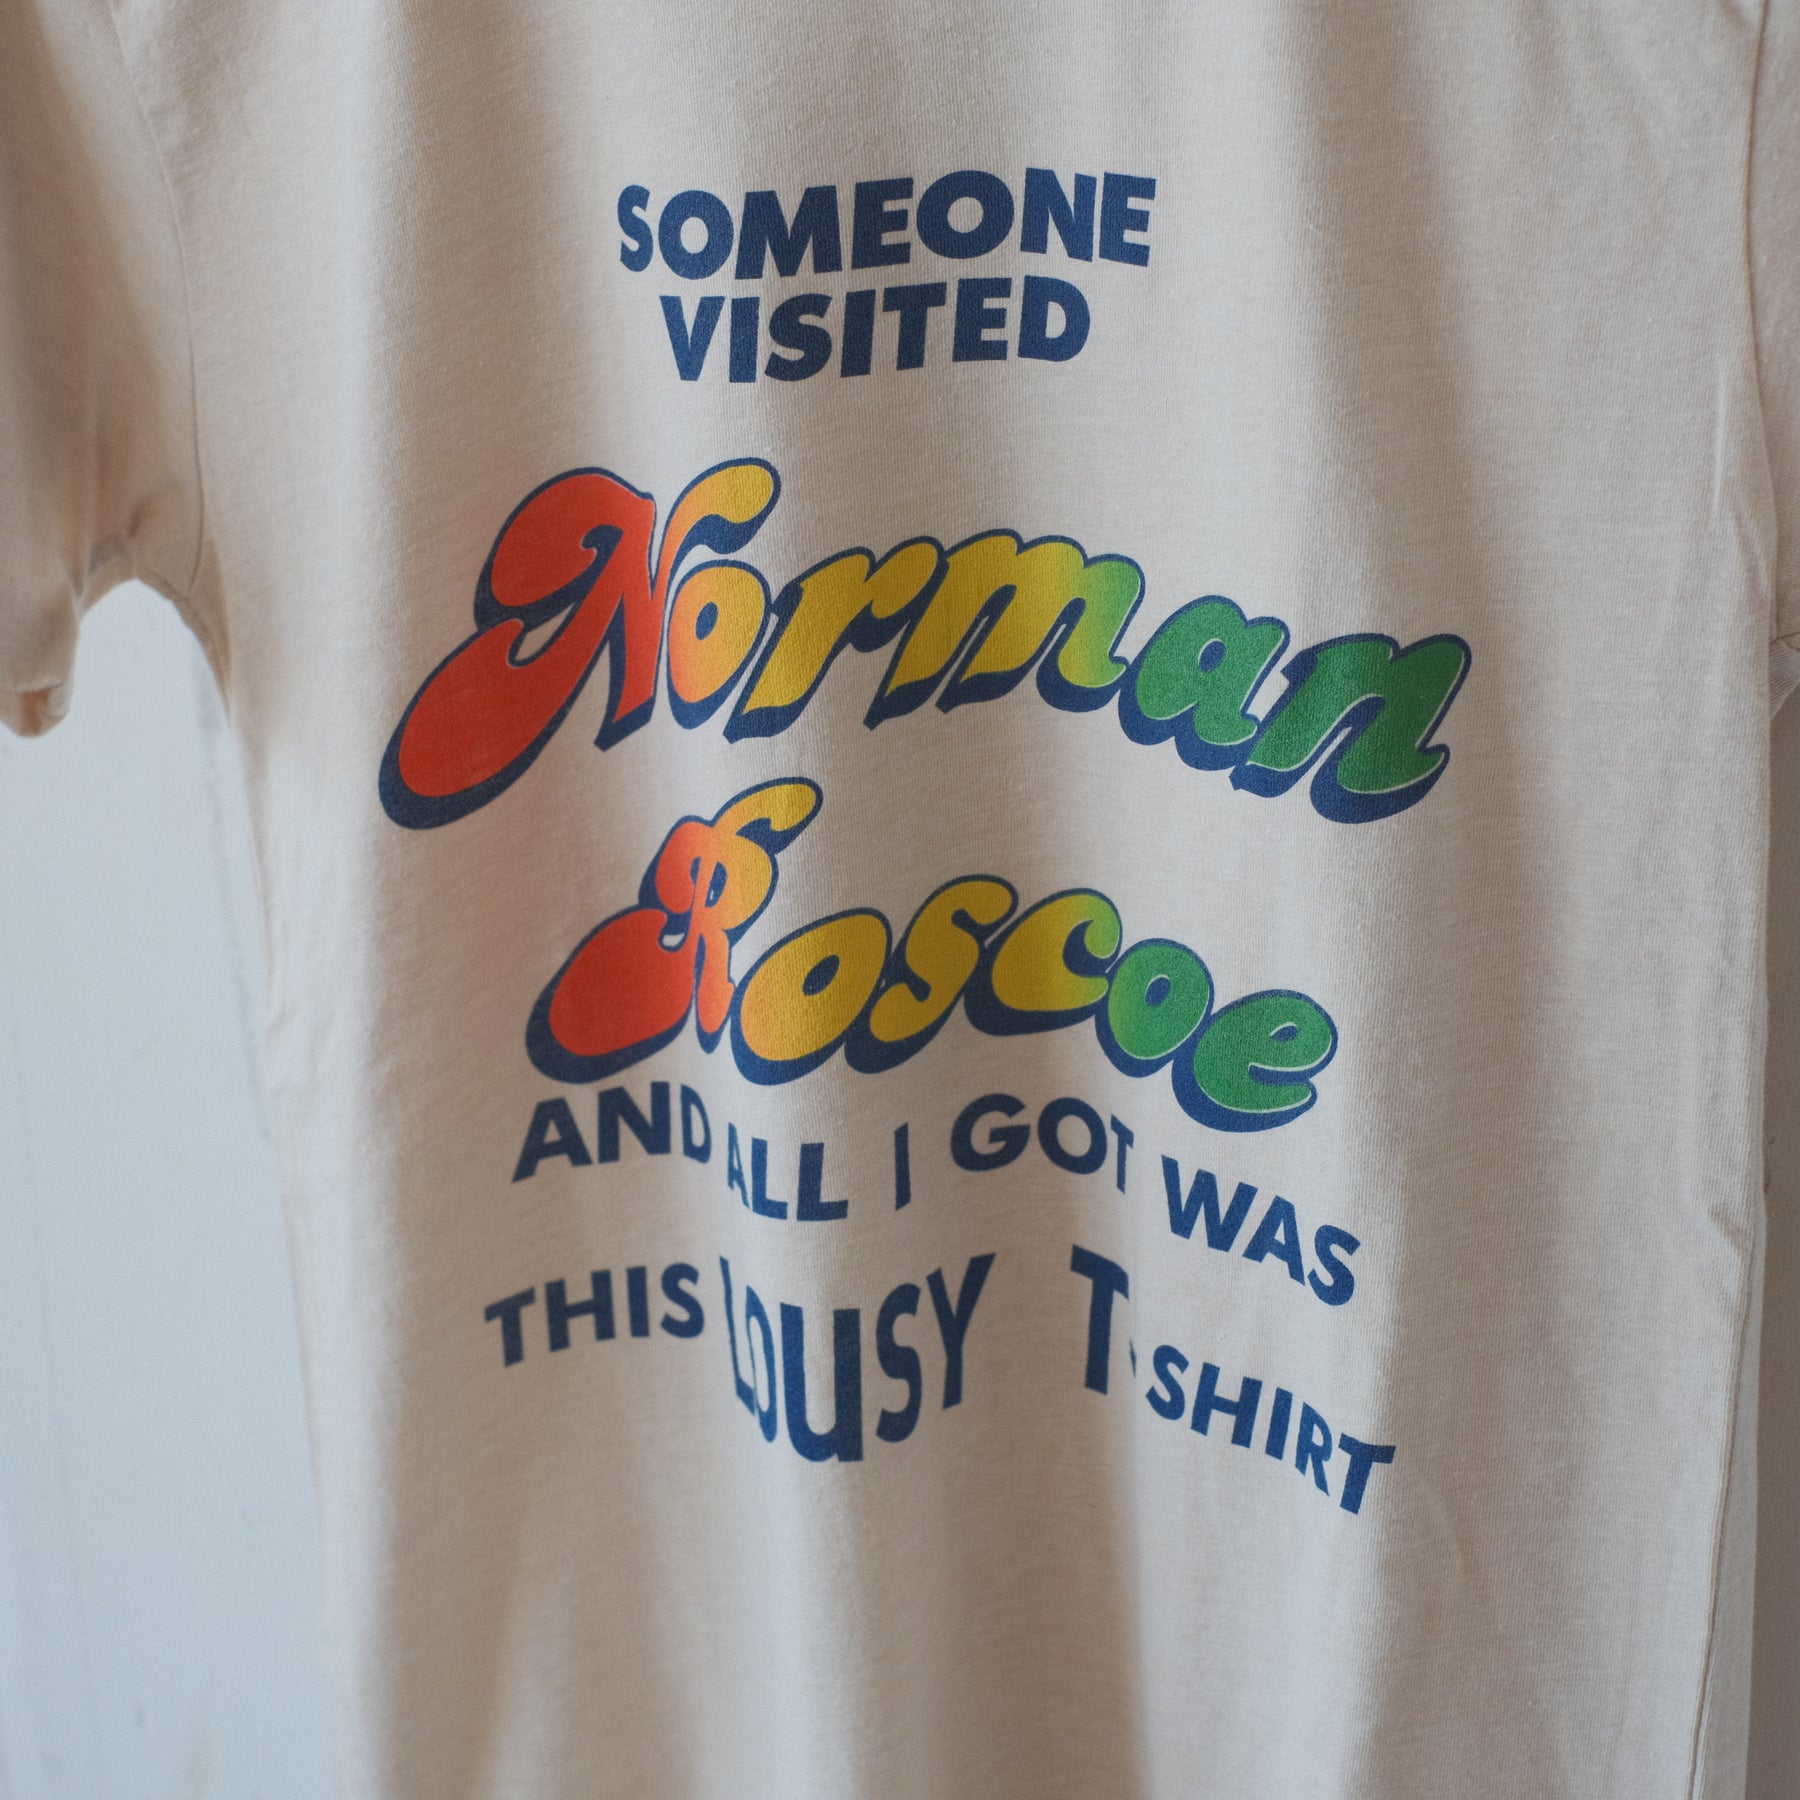 SOMEONE
VISITED
Norman
Roscoe
AND ALL I GOT WAS
THIS LOUSY T-SHIRT